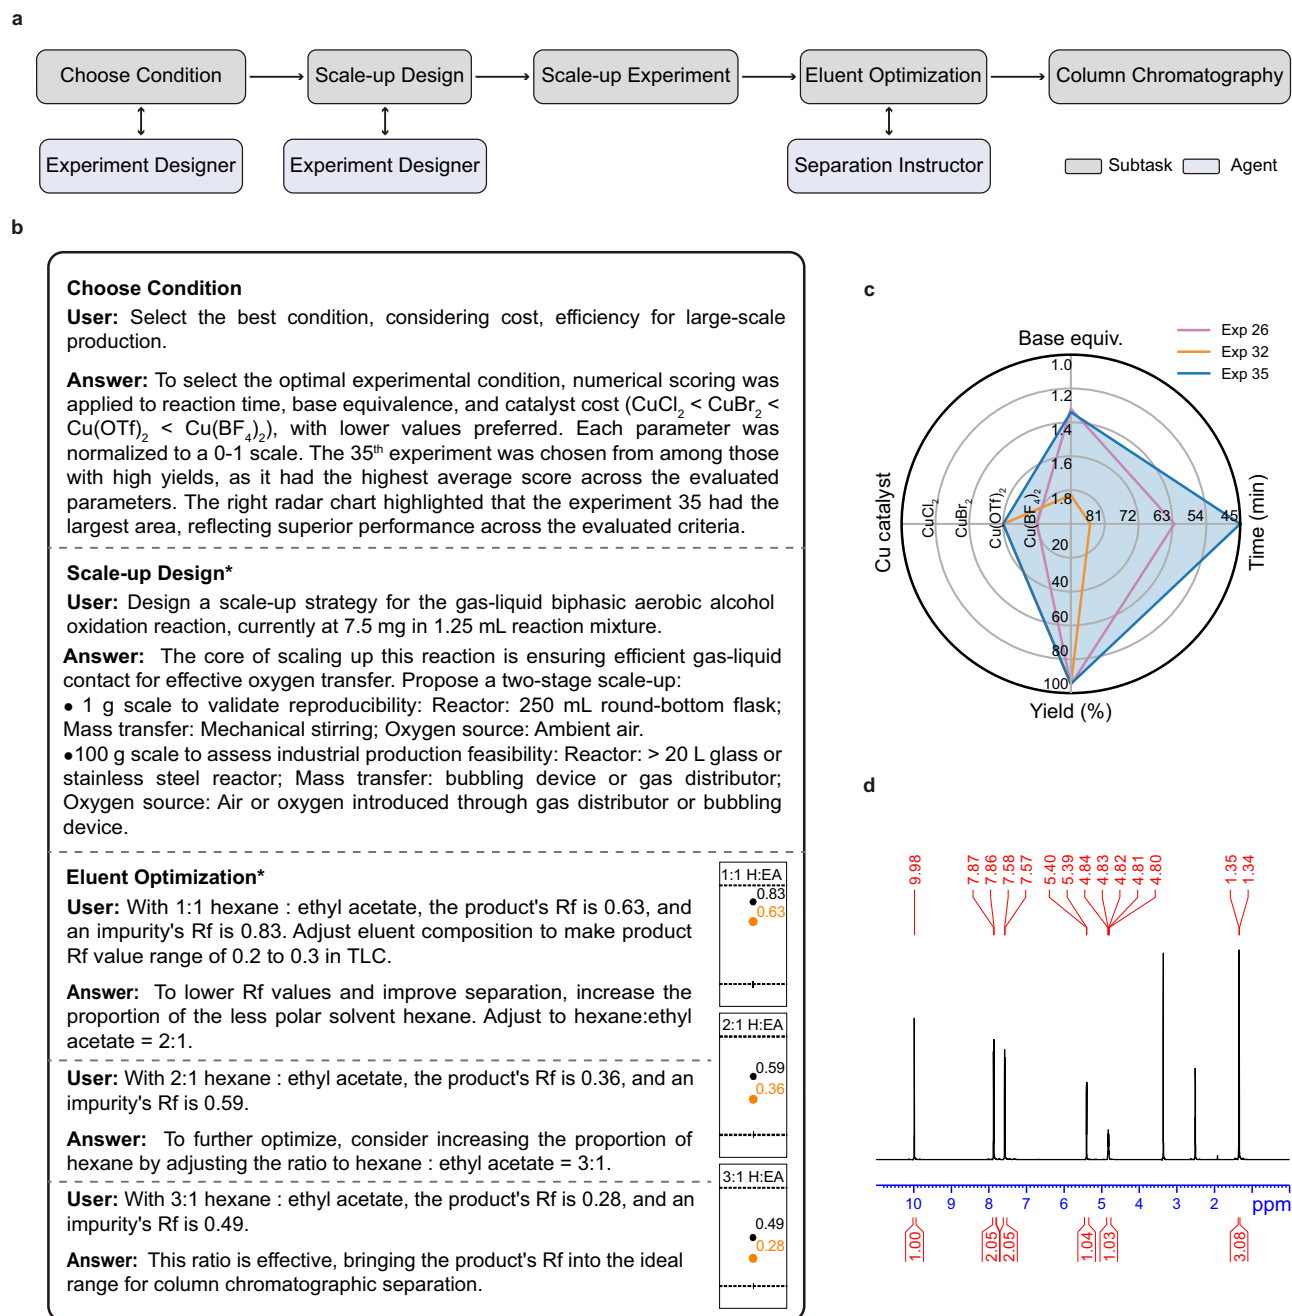 a
Choose Condition
Scale-up Design
Scale-up Experiment
Eluent Optimization
Column Chromatography
Experiment Designer
Experiment Designer
Separation Instructor
Subtask
Agent
b
Choose Condition
User: Select the best condition, considering cost, efficiency for large-scale
production.
Answer: To select the optimal experimental condition, numerical scoring was
applied to reaction time, base equivalence, and catalyst cost (CuCl2 < CuBr2 <
Cu(OTf)2 < Cu(BF4)2), with lower values preferred. Each parameter was
normalized to a 0-1 scale. The 35th experiment was chosen from among those
with high yields, as it had the highest average score across the evaluated
parameters. The right radar chart highlighted that the experiment 35 had the
largest area, reflecting superior performance across the evaluated criteria.
Scale-up Design*
User: Design a scale-up strategy for the gas-liquid biphasic aerobic alcohol
oxidation reaction, currently at 7.5 mg in 1.25 mL reaction mixture.
Answer: The core of scaling up this reaction is ensuring efficient gas-liquid
contact for effective oxygen transfer. Propose a two-stage scale-up:
• 1 g scale to validate reproducibility: Reactor: 250 mL round-bottom flask;
Mass transfer: Mechanical stirring; Oxygen source: Ambient air.
•100 g scale to assess industrial production feasibility: Reactor: > 20 L glass or
stainless steel reactor; Mass transfer: bubbling device or gas distributor;
Oxygen source: Air or oxygen introduced through gas distributor or bubbling
device.
Eluent Optimization*
User: With 1:1 hexane : ethyl acetate, the product's Rf is 0.63, and
an impurity's Rf is 0.83. Adjust eluent composition to make product
Rf value range of 0.2 to 0.3 in TLC.
Answer: To lower Rf values and improve separation, increase the
proportion of the less polar solvent hexane. Adjust to hexane:ethyl
acetate = 2:1.
User: With 2:1 hexane : ethyl acetate, the product's Rf is 0.36, and an
impurity's Rf is 0.59.
Answer: To further optimize, consider increasing the proportion of
hexane by adjusting the ratio to hexane : ethyl acetate = 3:1.
User: With 3:1 hexane : ethyl acetate, the product's Rf is 0.28, and an
impurity's Rf is 0.49.
Answer: This ratio is effective, bringing the product's Rf into the ideal
range for column chromatographic separation.
1:1 H:EA
0.83
0.63
2:1 H:EA
0.59
0.36
3:1 H:EA
0.49
0.28
c
Exp 26
Exp 32
Exp 35
Base equiv.
1.0
1.2
1.4
1.6
1.8
Cu catalyst
CuCl2
CuBr2
Cu(OTf)2
Cu(BF4)2
81
72
63
54
45
Time (min)
20
40
60
80
100
Yield (%)
d
9.98
7.87
7.86
7.58
7.57
5.40
5.39
4.84
4.83
4.82
4.81
4.80
1.35
1.34
10
9
8
7
6
5
4
3
2
ppm
1.00
2.05
2.05
1.04
1.03
3.08